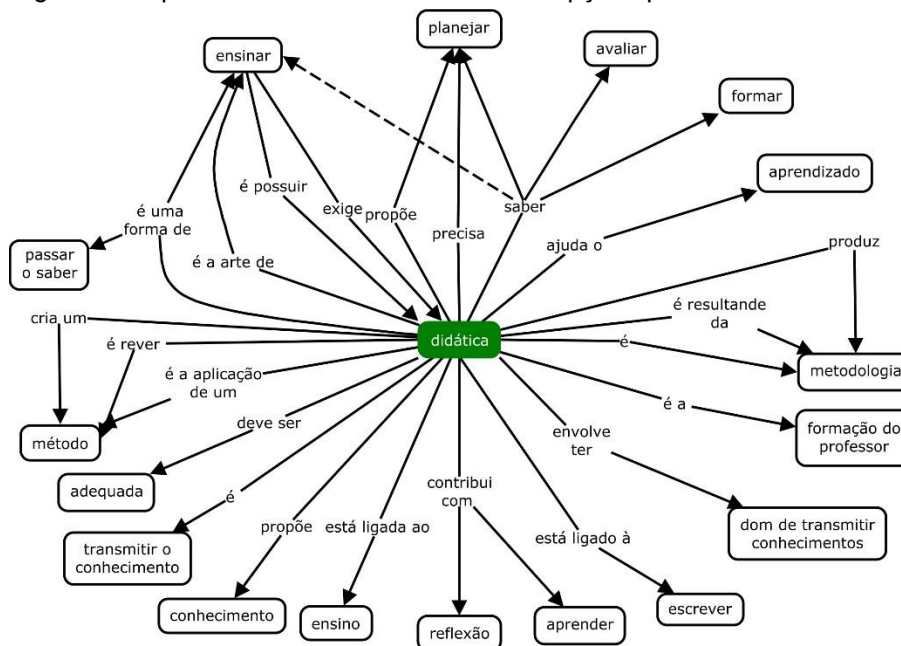 planejar
ensinar
avaliar
formar
aprendizado
é possuir
exige
propõe
saber
precisa
ajuda o
produz
é uma
forma de
é a arte de
passar
o saber
cria um
é resultande
da
didática
é rever
é
metodologia
é a aplicação
de um
é a
deve ser
formação do
professor
método
envolve
ter
adequada
é
contribui
com
propõe
está ligada ao
está ligado à
dom de transmitir
conhecimentos
transmitir o
conhecimento
conhecimento
ensino
reflexão
aprender
escrever